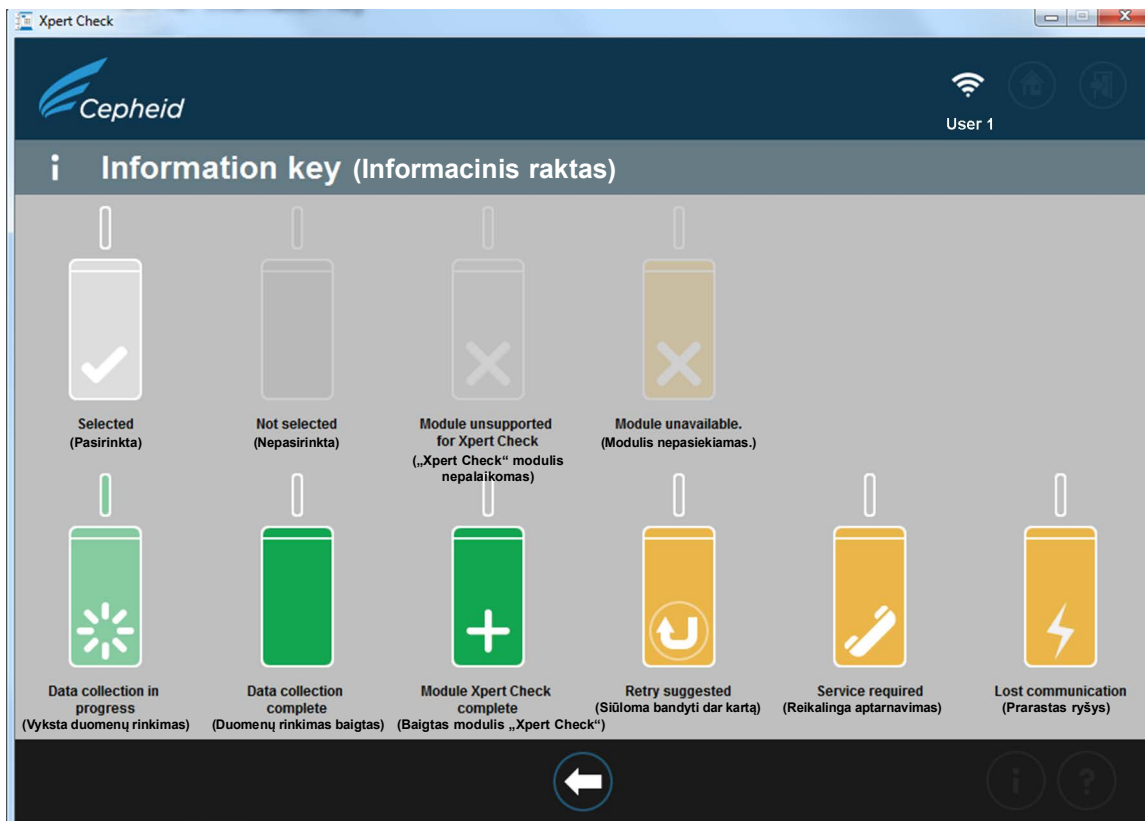 Xpert Check
Cepheid
User 1
i Information key (Informacinis raktas)
Selected
(Pasirinkta)
Not selected
(Nepasirinkta)
Module unsupported
for Xpert Check
(„Xpert Check“ modulis
nepalaikomas)
Module unavailable.
(Modulis nepasiekiamas.)
Data collection in
progress
(Vyksta duomenų rinkimas)
Data collection
complete
(Duomenų rinkimas baigtas)
Module Xpert Check
complete
(Baigtas modulis „Xpert Check“)
Retry suggested
(Siūloma bandyti dar kartą)
Service required
(Reikalinga aptarnavimas)
Lost communication
(Prarastas ryšys)
i ?